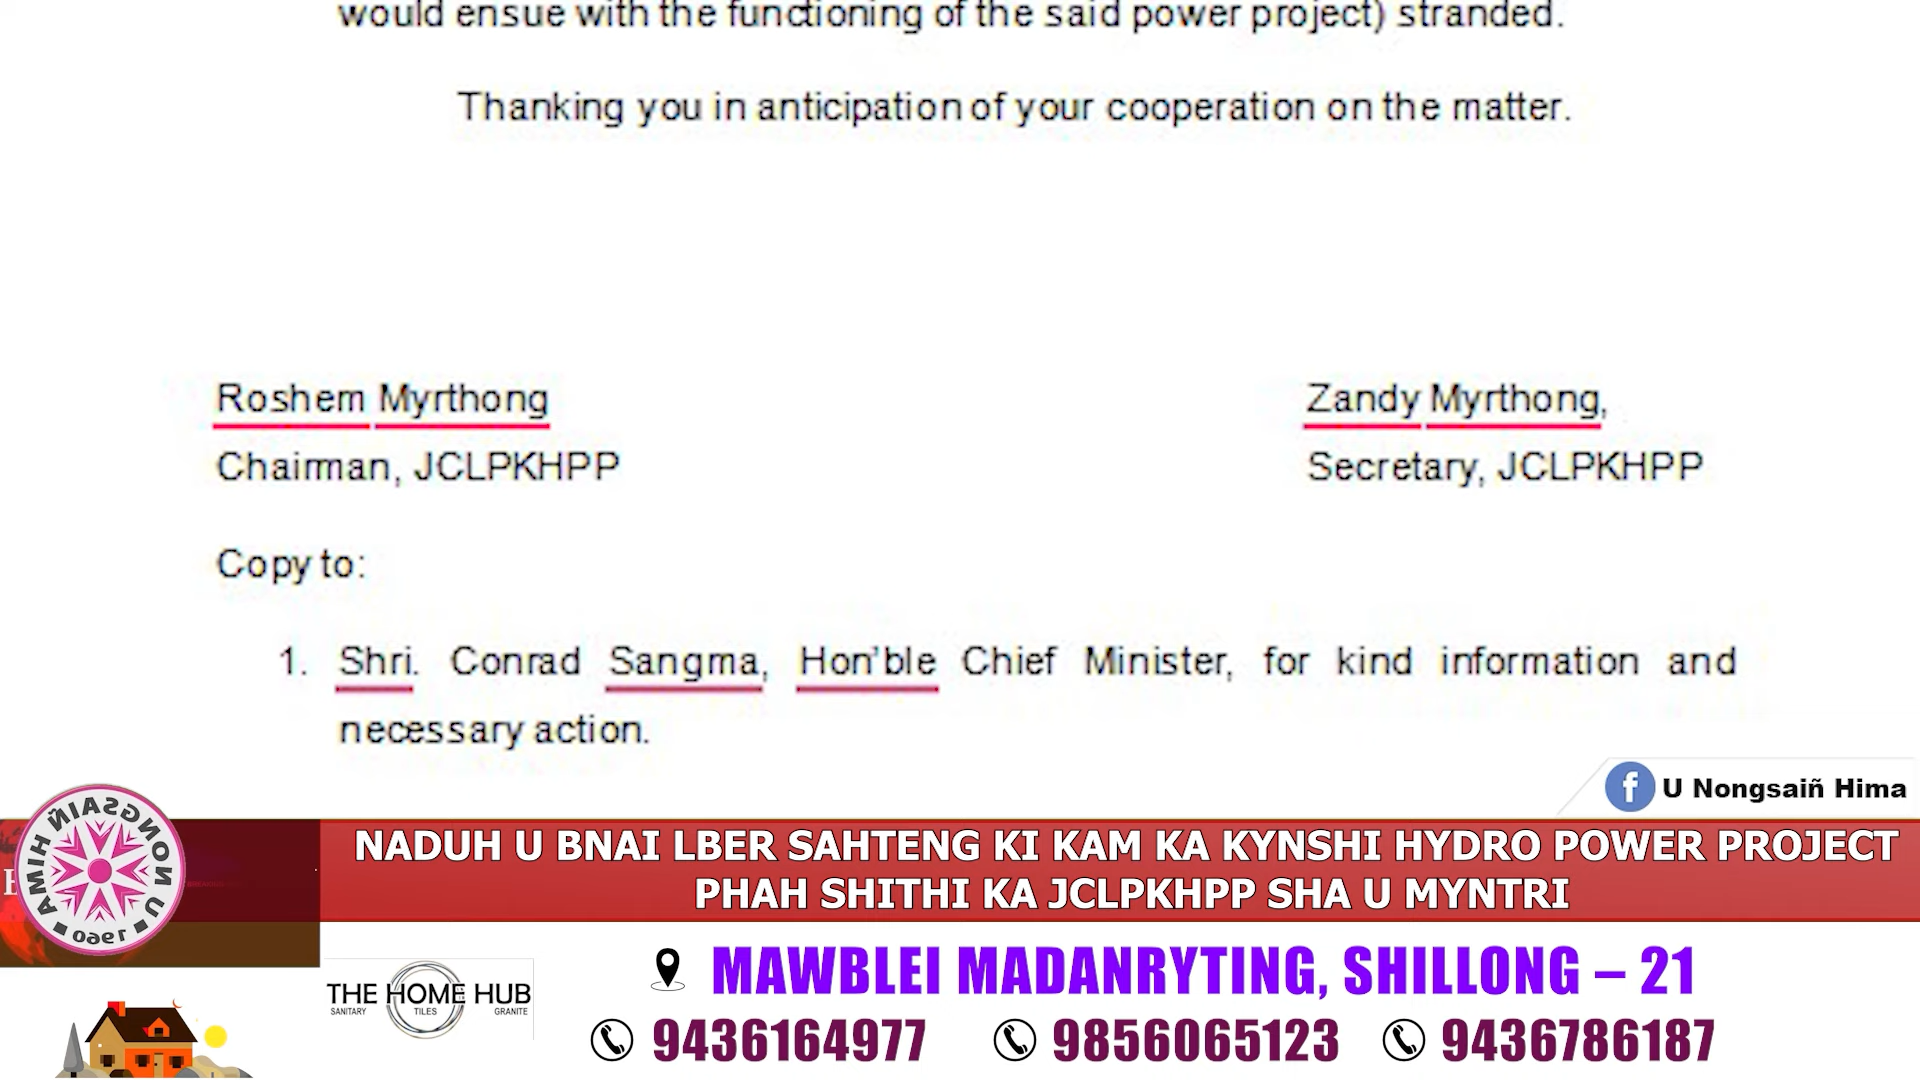 would ensue with the functioning of the said power project) stranded.
Thanking you in anticipation of your cooperation on the matter.
Roshem Myrthong
Zandy Myrthong,
Chairman, JCLPKHPP
Secretary, JCLPKHPP
Copy to:
1. Shri. Conrad Sangma, Hon'ble Chief Minister, for kind information and
necessary action.
U Nongsaiñ Hima
U NONGSAIÑ HIMA
1960
NADUH U BNAI LBER SAHTENG KI KAM KA KYNSHI HYDRO POWER PROJECT
PHAH SHITHI KA JCLPKHPP SHA U MYNTRI
THE HOME HUB
SANITARY TILES GRANITE
MAWBLEI MADANRYTING, SHILLONG – 21
9436164977 9856065123 9436786187